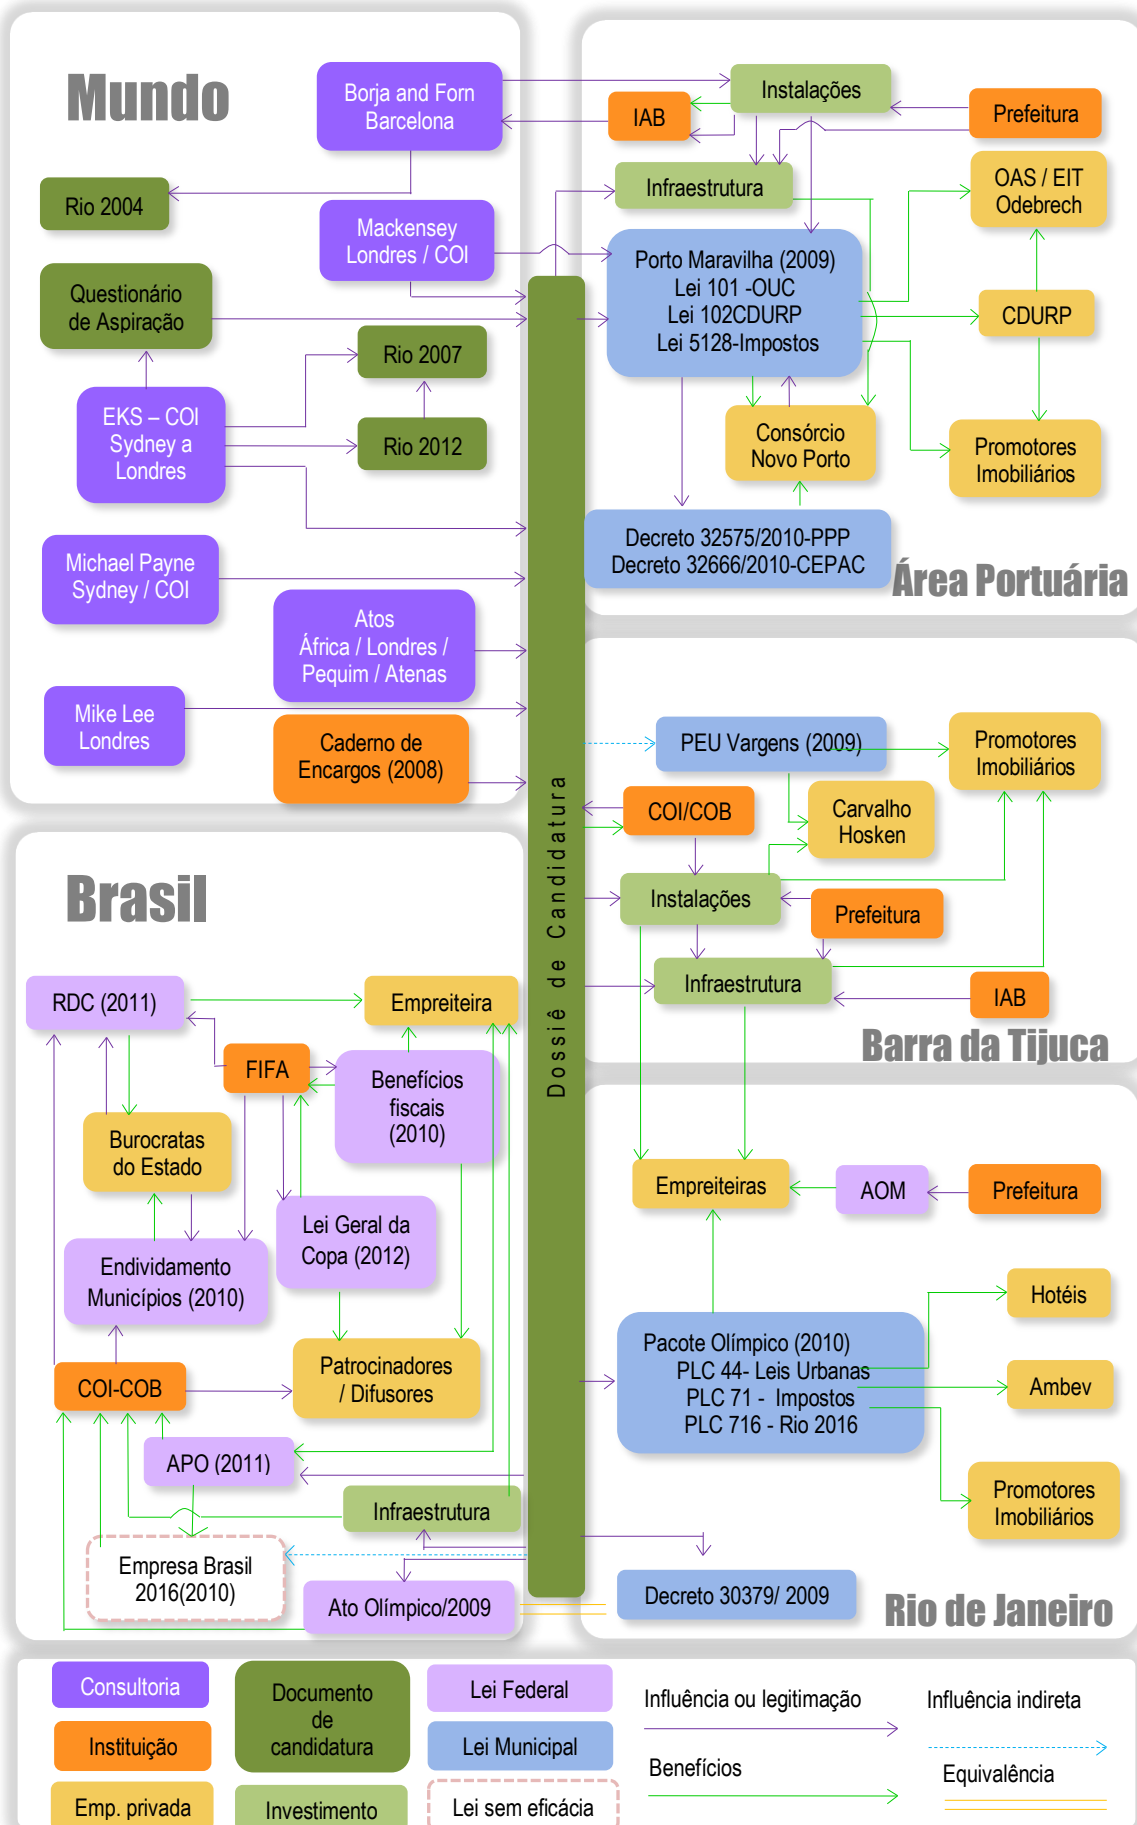 Mundo
Borja and Forn
Barcelona
Rio 2004
Mackensey
Londres / COI
Questionário
de Aspiração
Rio 2007
EKS – COI
Sydney a
Londres
Rio 2012
Michael Payne
Sydney / COI
Atos
África / Londres /
Pequim / Atenas
Mike Lee
Londres
Caderno de
Encargos (2008)
Dossiê de Candidatura
Instalações
IAB
Prefeitura
Infraestrutura
OAS / EIT
Odebrech
Porto Maravilha (2009)
Lei 101 -OUC
Lei 102CDURP
Lei 5128-Impostos
CDURP
Consórcio
Novo Porto
Promotores
Imobiliários
Decreto 32575/2010-PPP
Decreto 32666/2010-CEPAC
Área Portuária
PEU Vargens (2009)
Promotores
Imobiliários
COI/COB
Carvalho
Hosken
Instalações
Prefeitura
Infraestrutura
IAB
Barra da Tijuca
Brasil
RDC (2011)
Empreiteira
FIFA
Benefícios
fiscais
(2010)
Burocratas
do Estado
Lei Geral da
Copa (2012)
Endividamento
Municípios (2010)
Patrocinadores
/ Difusores
COI-COB
APO (2011)
Infraestrutura
Empresa Brasil
2016(2010)
Ato Olímpico/2009
Empreiteiras
AOM
Prefeitura
Hotéis
Pacote Olímpico (2010)
PLC 44- Leis Urbanas
PLC 71 - Impostos
PLC 716 - Rio 2016
Ambev
Promotores
Imobiliários
Decreto 30379/ 2009
Rio de Janeiro
Consultoria
Instituição
Emp. privada
Documento
de
candidatura
Investimento
Lei Federal
Lei Municipal
Lei sem eficácia
Influência ou legitimação
Benefícios
Influência indireta
Equivalência